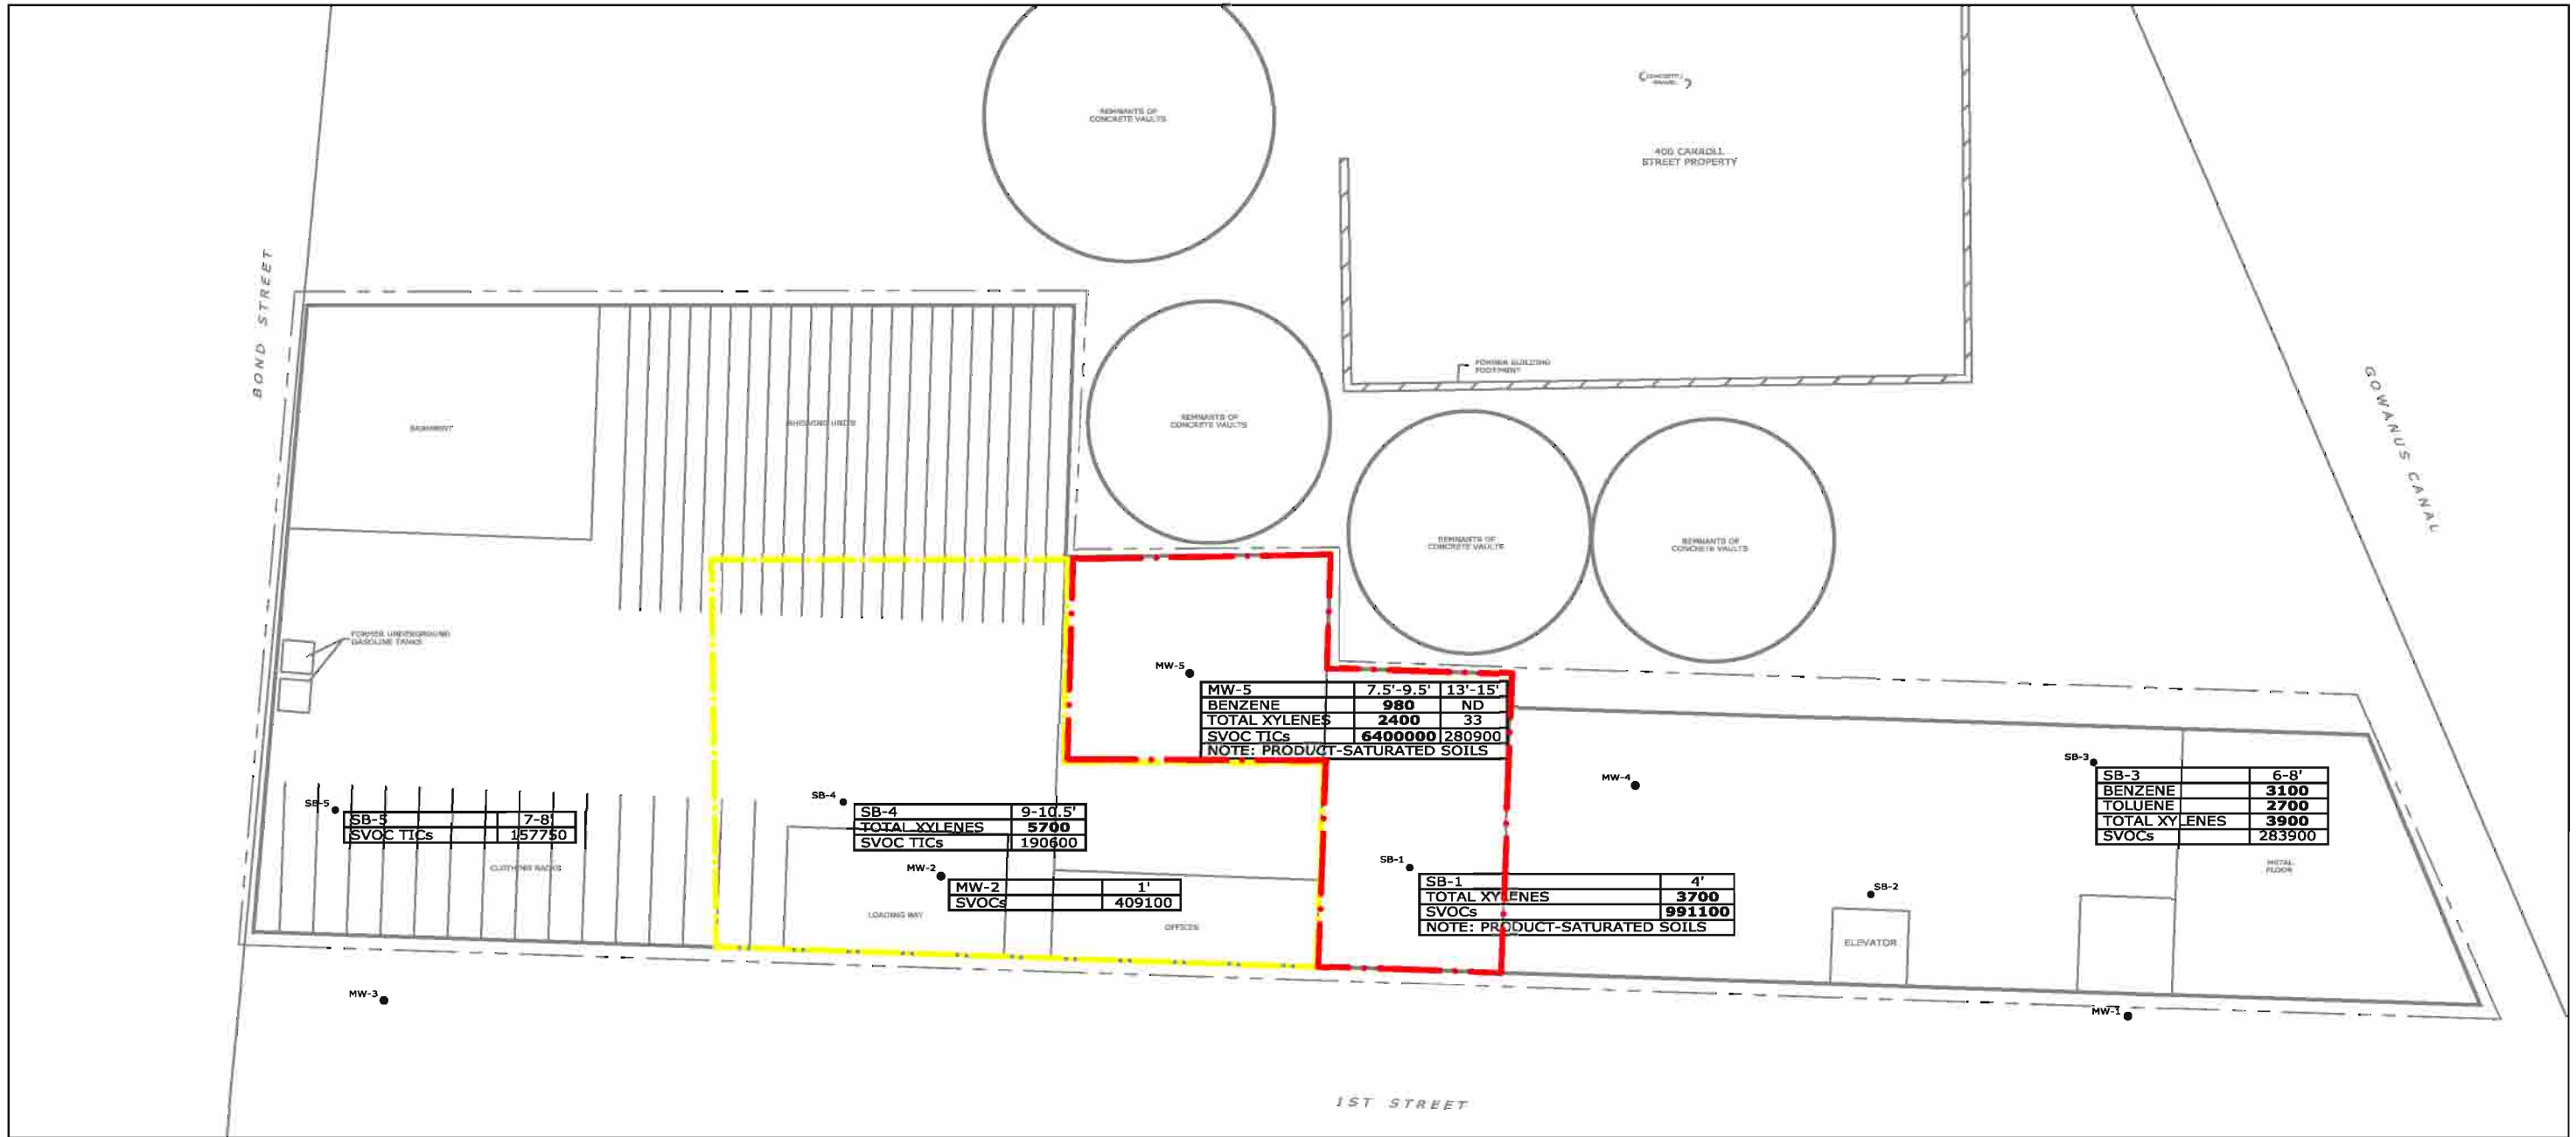 REMNANTS OF
CONCRETE VAULTS
400 CARROLL
STREET PROPERTY
BOND STREET
FORMER BUILDING
FOOTPRINT
GOWANUS CANAL
BASEMENT
SHELVING UNITS
REMNANTS OF
CONCRETE VAULTS
REMNANTS OF
CONCRETE VAULTS
REMNANTS OF
CONCRETE VAULTS
FORMER UNDERGROUND
GASOLINE TANKS
MW-5
MW-5 7.5'-9.5' 13'-15'
BENZENE 980 ND
TOTAL XYLENES 2400 33
SVOC TICs 6400000 280900
NOTE: PRODUCT-SATURATED SOILS
MW-4
SB-3
SB-3 6-8'
BENZENE 3100
TOLUENE 2700
TOTAL XYLENES 3900
SVOCs 283900
METAL
FLOOR
SB-5
SB-5 7-8'
SVOC TICs 157750
CLOTHING RACKS
SB-4
SB-4 9-10.5'
TOTAL XYLENES 5700
SVOC TICs 190600
MW-2
MW-2 1'
SVOCs 409100
LOADING BAY
OFFICES
SB-1
SB-1 4'
TOTAL XYLENES 3700
SVOCs 991100
NOTE: PRODUCT-SATURATED SOILS
SB-2
ELEVATOR
MW-3
MW-1
1ST STREET